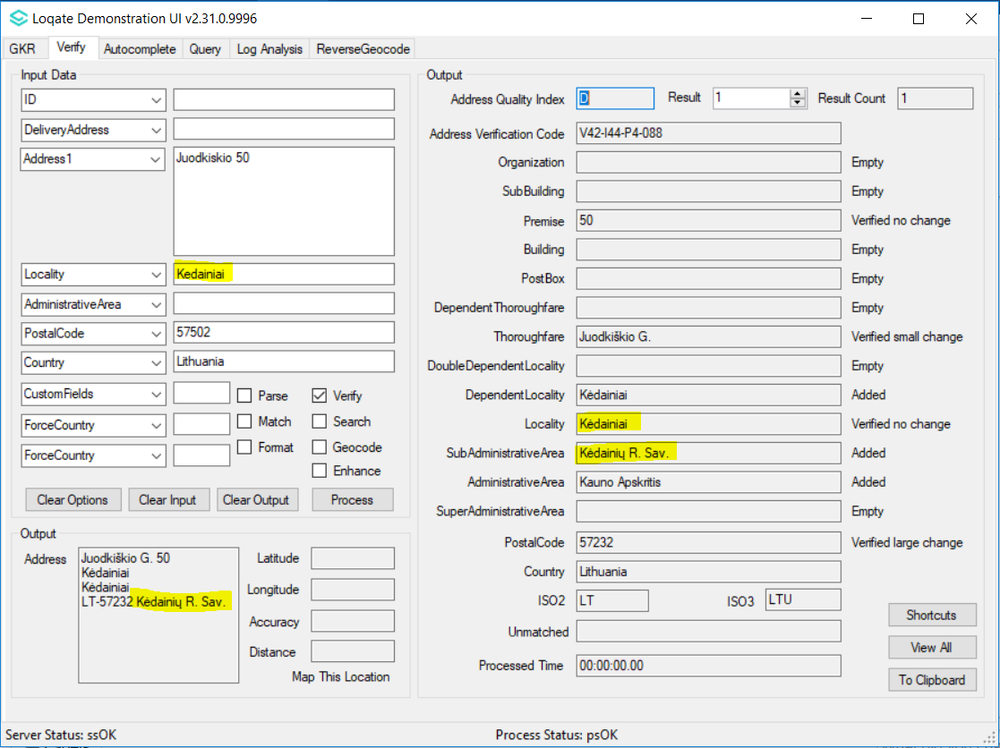 Loqate Demonstration UI v2.31.0.9996
GKR Verify Autocomplete Query Log Analysis ReverseGeocode
Input Data
ID
DeliveryAddress
Address1 Juodkiskio 50
Locality Kedainiai
AdministrativeArea
PostalCode 57502
Country Lithuania
CustomFields Parse Verify
ForceCountry Match Search
ForceCountry Format Geocode
Enhance
Clear Options Clear Input Clear Output Process
Output
Address
Juodkiškio G. 50
Kėdainiai
Kėdainiai
LT-57232 Kėdainių R. Sav.
Latitude
Longitude
Accuracy
Distance
Map This Location
Output
Address Quality Index D Result 1 Result Count 1
Address Verification Code V42-I44-P4-088
Organization Empty
SubBuilding Empty
Premise 50 Verified no change
Building Empty
PostBox Empty
DependentThoroughfare Empty
Thoroughfare Juodkiškio G. Verified small change
DoubleDependentLocality Empty
DependentLocality Kėdainiai Added
Locality Kėdainiai Verified no change
SubAdministrativeArea Kėdainių R. Sav. Added
AdministrativeArea Kauno Apskritis Added
SuperAdministrativeArea Empty
PostalCode 57232 Verified large change
Country Lithuania
ISO2 LT ISO3 LTU
Unmatched
Processed Time 00:00:00.00
Shortcuts
View All
To Clipboard
Server Status: ssOK Process Status: psOK